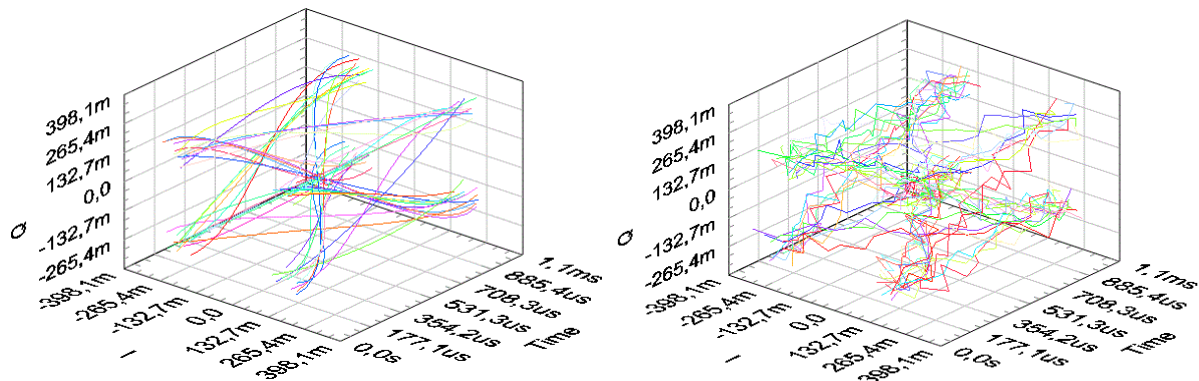 398,1m
265,4m
132,7m
0,0
-132,7m
-265,4m
Q
-398,1m
-265,4m
-132,7m
0,0
132,7m
265,4m
398,1m
I
0,0s
177,1us
354,2us
531,3us
708,3us
885,4us
1,1ms
Time
398,1m
265,4m
132,7m
0,0
-132,7m
-265,4m
Q
-398,1m
-265,4m
-132,7m
0,0
132,7m
265,4m
398,1m
I
0,0s
177,1us
354,2us
531,3us
708,3us
885,4us
1,1ms
Time